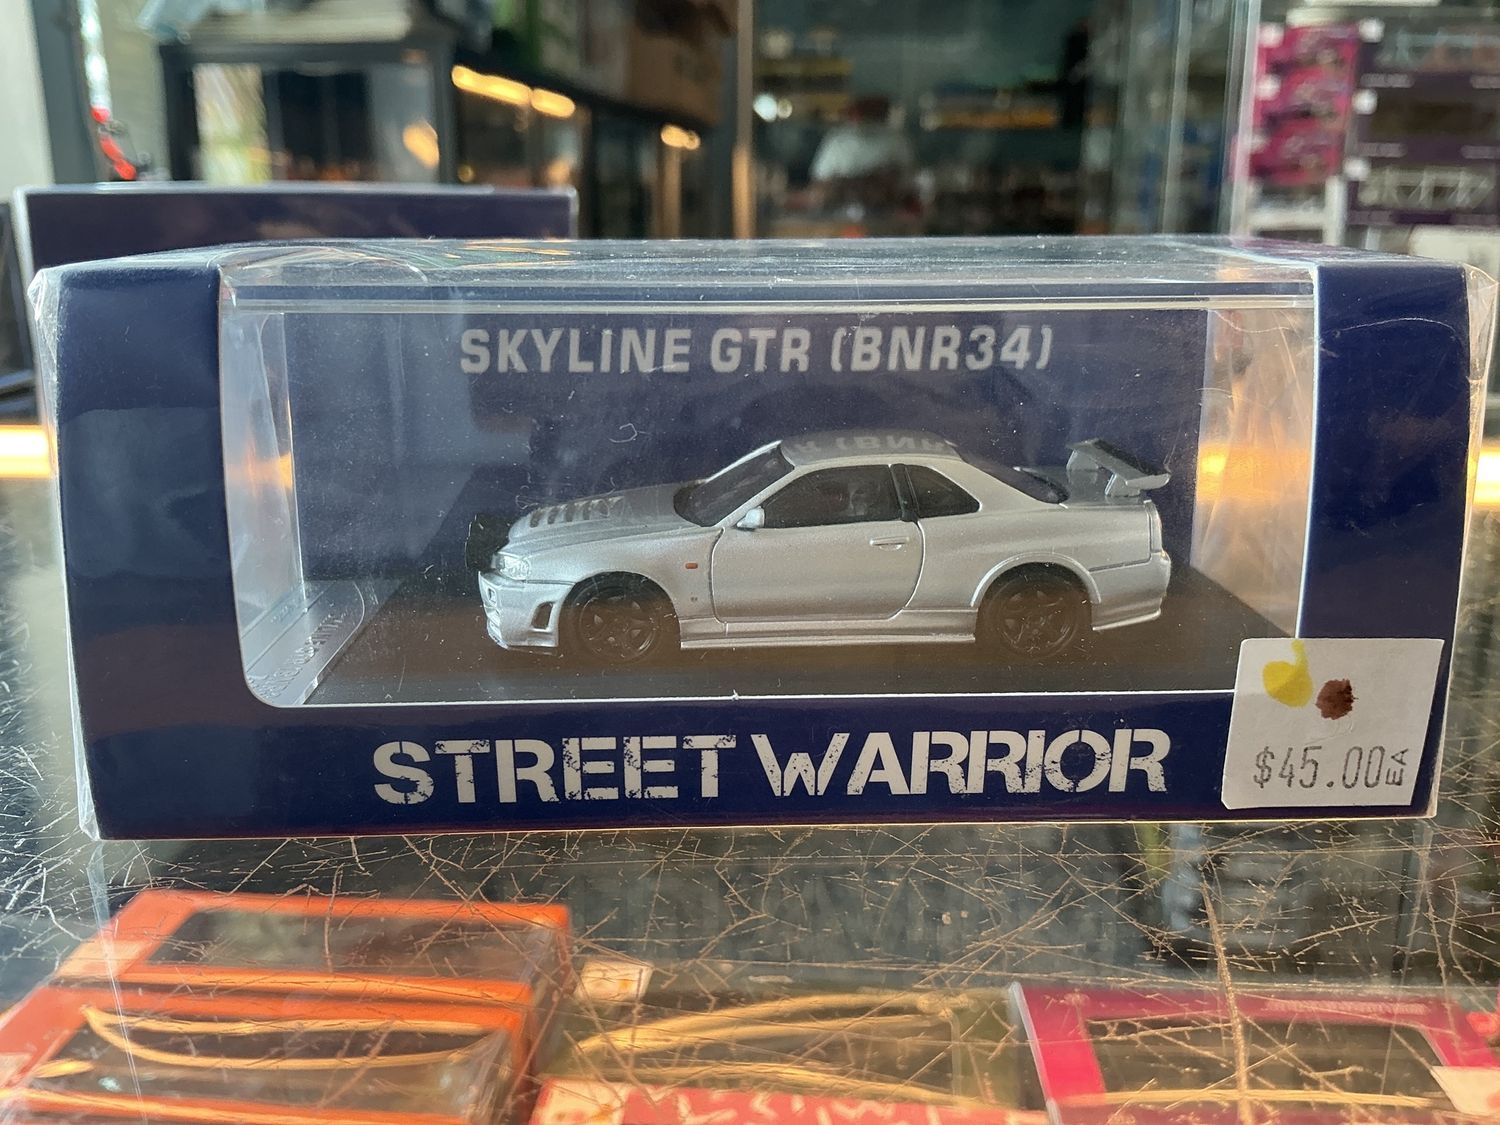 SKYLINE GTR (BNR34)
STREET WARRIOR
$45.00EA